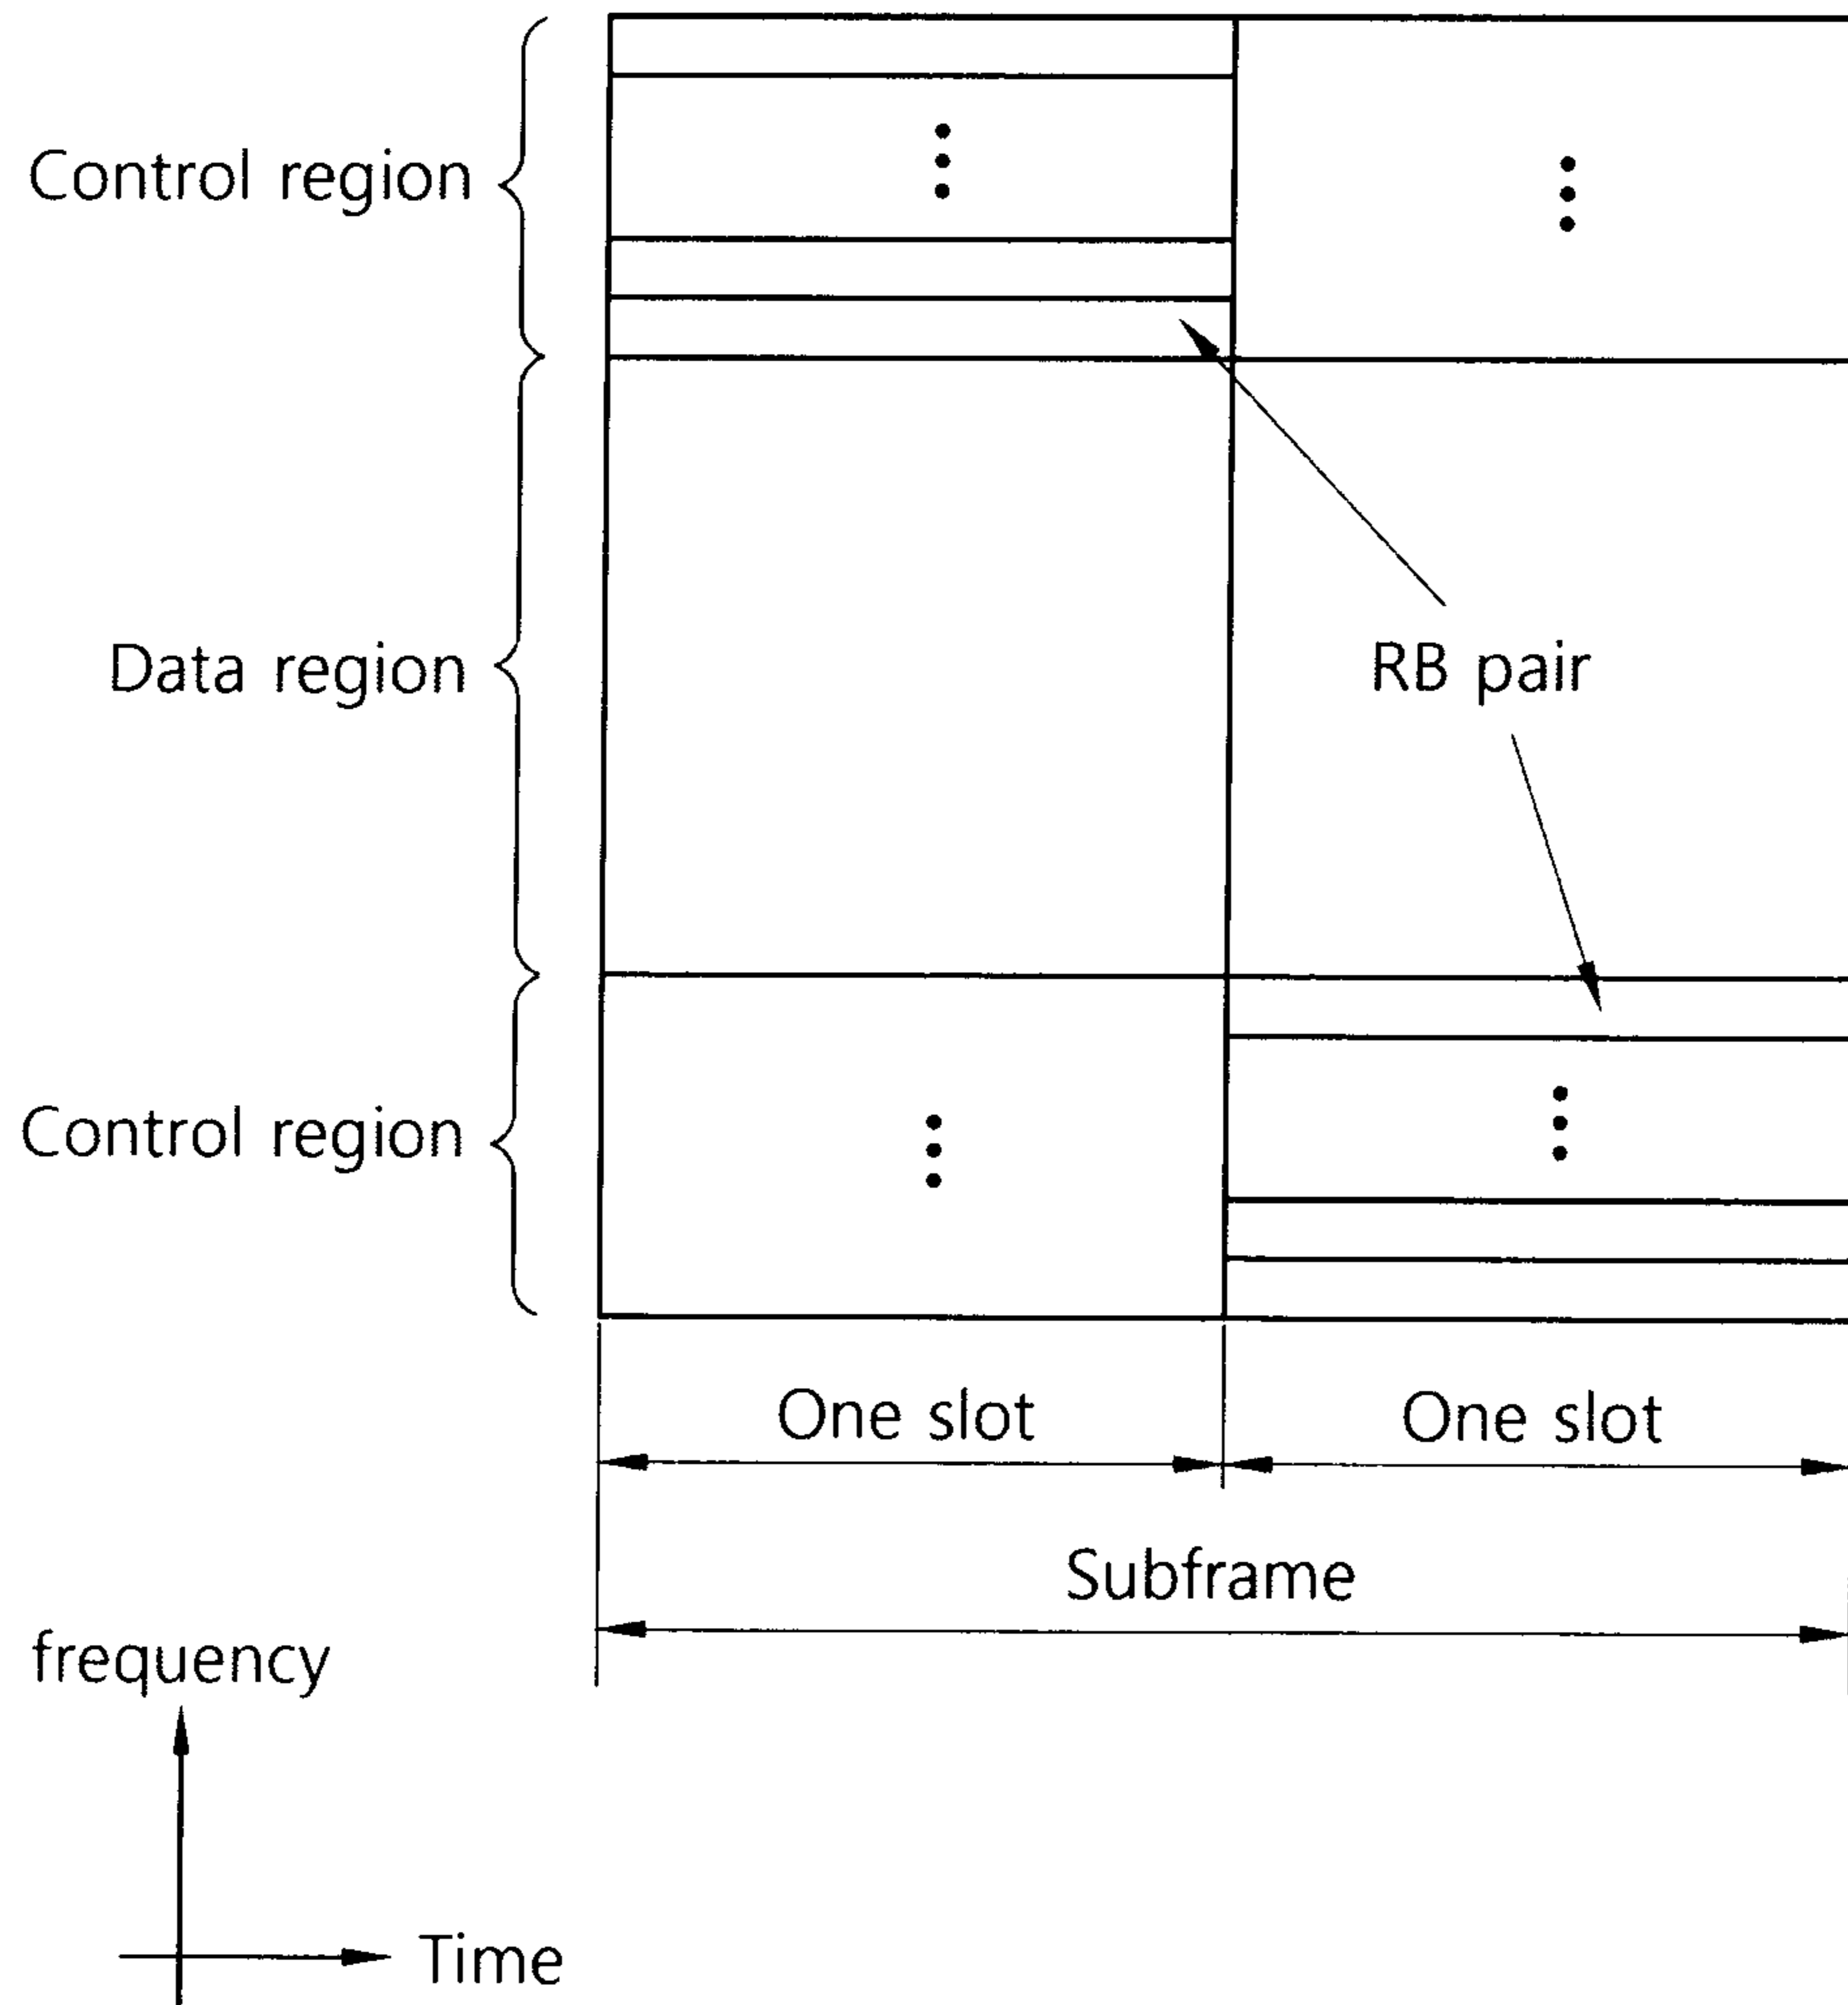 Control region
Data region
RB pair
Control region
One slot
One slot
Subframe
frequency
Time